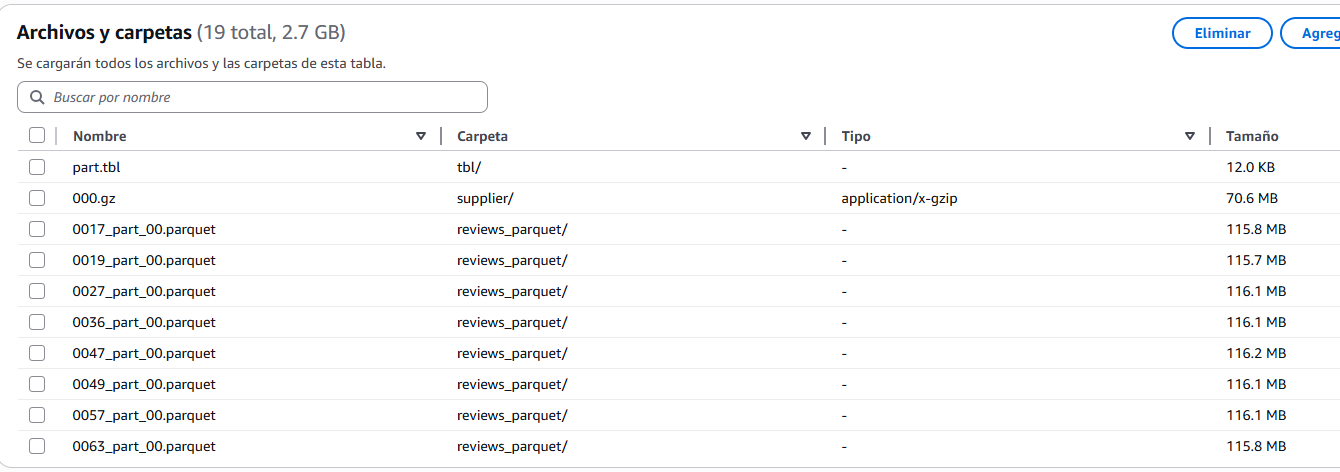 Archivos y carpetas (19 total, 2.7 GB)
Eliminar
Se cargarán todos los archivos y las carpetas de esta tabla.
Buscar por nombre
Nombre Carpeta Tipo Tamaño
part.tbl tbl/ - 12.0 KB
000.gz supplier/ application/x-gzip 70.6 MB
0017_part_00.parquet reviews_parquet/ - 115.8 MB
0019_part_00.parquet reviews_parquet/ - 115.7 MB
0027_part_00.parquet reviews_parquet/ - 116.1 MB
0036_part_00.parquet reviews_parquet/ - 116.1 MB
0047_part_00.parquet reviews_parquet/ - 116.2 MB
0049_part_00.parquet reviews_parquet/ - 116.1 MB
0057_part_00.parquet reviews_parquet/ - 116.1 MB
0063_part_00.parquet reviews_parquet/ - 115.8 MB